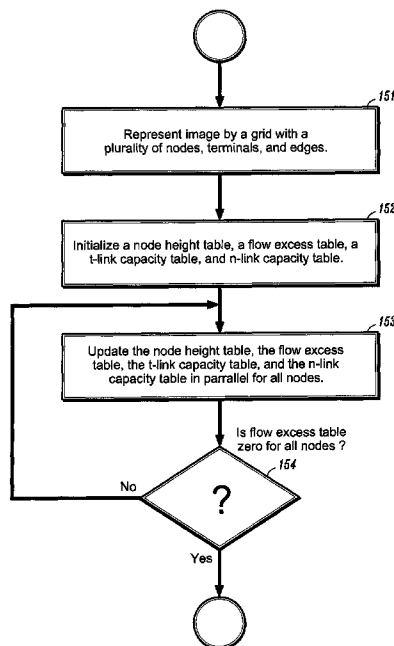 151
Represent image by a grid with a
plurality of nodes, terminals, and edges.
152
Initialize a node height table, a flow excess table, a
t-link capacity table, and n-link capacity table.
153
Update the node height table, the flow excess
table, the t-link capacity table, and the n-link
capacity table in parrallel for all nodes.
Is flow excess table
zero for all nodes ?
154
No
?
Yes